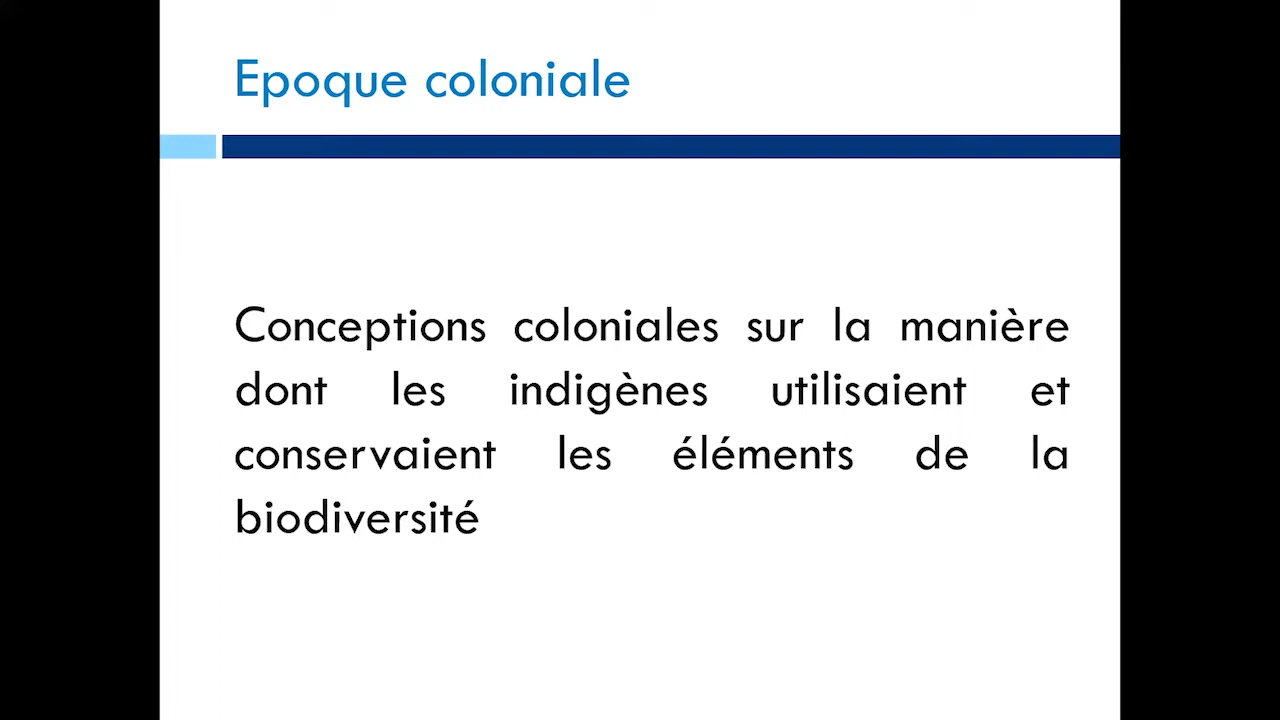 Epoque coloniale
Conceptions coloniales sur la manière
dont les indigènes utilisaient et
conservaient les éléments de la
biodiversité